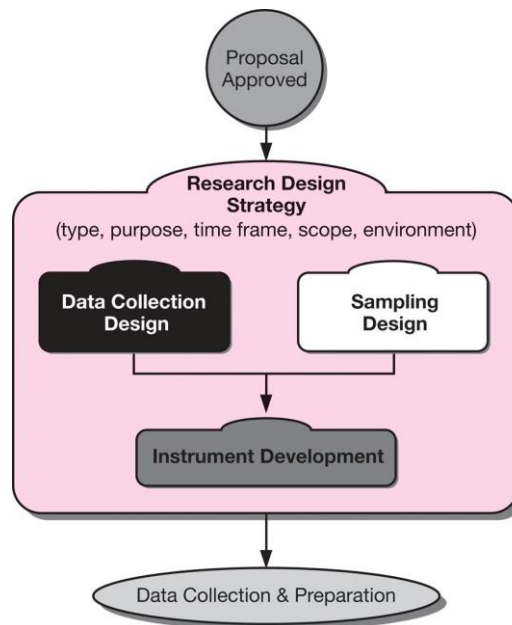 Proposal
Approved
Research Design
Strategy
(type, purpose, time frame, scope, environment)
Data Collection
Design
Sampling
Design
Instrument Development
Data Collection & Preparation